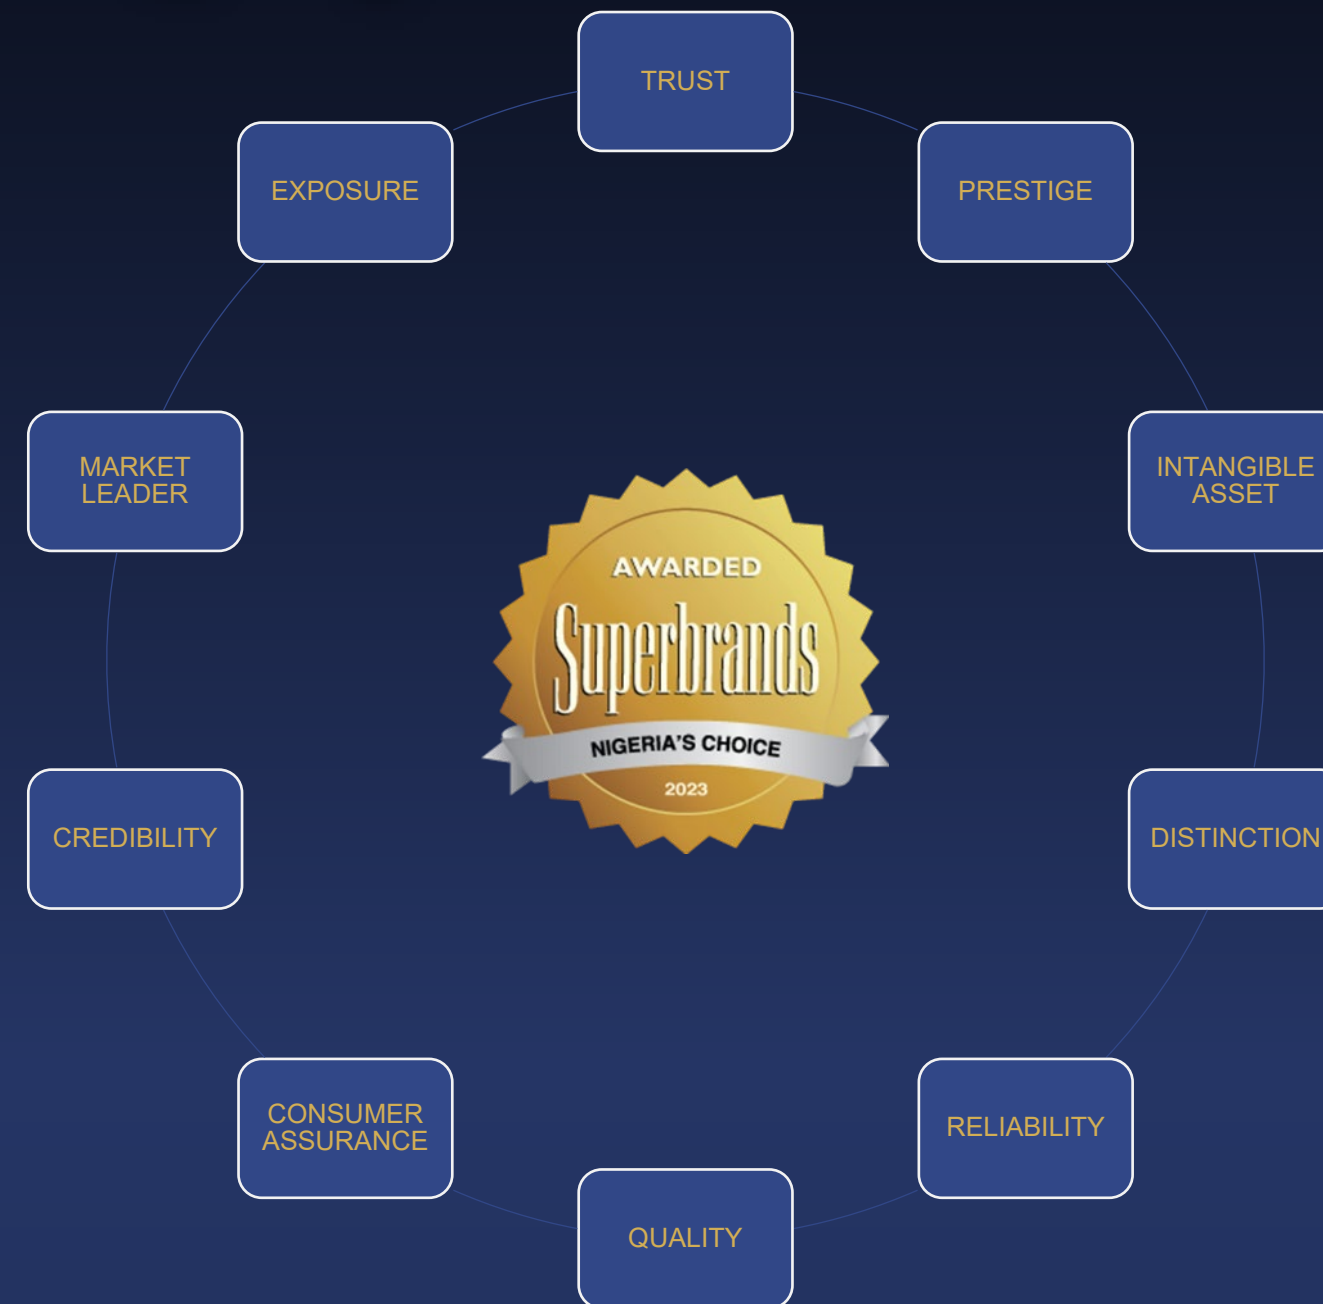 TRUST
PRESTIGE
INTANGIBLE
ASSET
DISTINCTION
RELIABILITY
QUALITY
CONSUMER
ASSURANCE
CREDIBILITY
MARKET
LEADER
EXPOSURE
AWARDED
Superbrands
NIGERIA'S CHOICE
2023